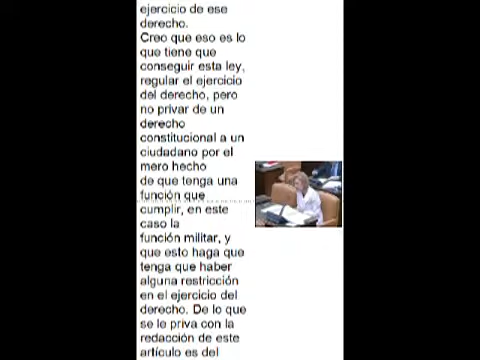 ejercicio de ese
derecho.
Creo que eso es lo
que tiene que
conseguir esta ley,
regular el ejercicio
del derecho, pero
no privar de un
derecho
constitucional a un
ciudadano por el
mero hecho
de que tenga una
función que
cumplir, en este
caso la
función militar, y
que esto haga que
tenga que haber
alguna restricción
en el ejercicio del
derecho. De lo que
se le priva con la
redacción de este
artículo es del